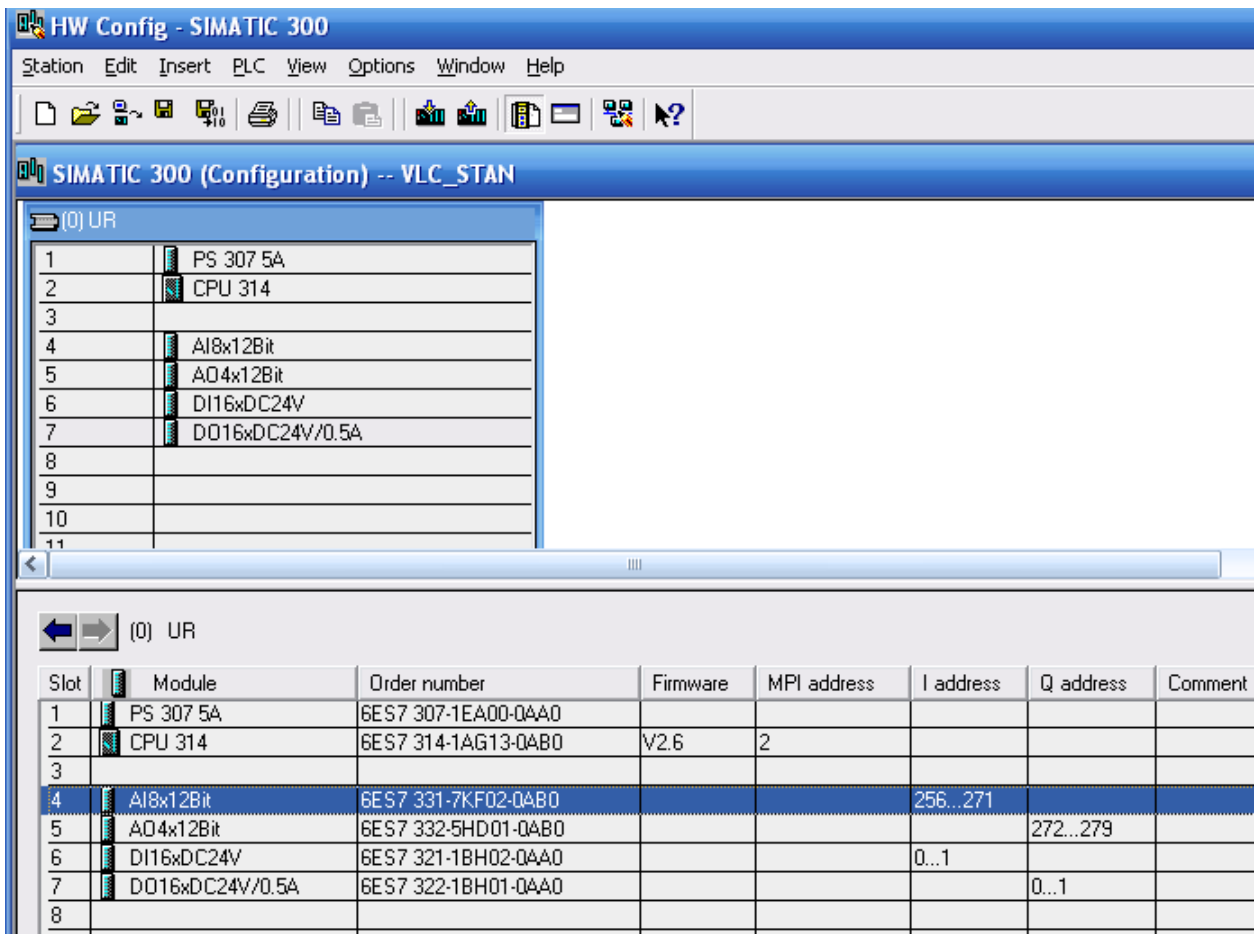 HW Config - SIMATIC 300
Station Edit Insert PLC View Options Window Help
SIMATIC 300 (Configuration) -- VLC_STAN
(0) UR
1 PS 307 5A
2 CPU 314
3
4 AI8x12Bit
5 AO4x12Bit
6 DI16xDC24V
7 DO16xDC24V/0.5A
8
9
10
11
(0) UR
Slot Module Order number Firmware MPI address I address Q address Comment
1 PS 307 5A 6ES7 307-1EA00-0AA0
2 CPU 314 6ES7 314-1AG13-0AB0 V2.6 2
3
4 AI8x12Bit 6ES7 331-7KF02-0AB0 256...271
5 AO4x12Bit 6ES7 332-5HD01-0AB0 272...279
6 DI16xDC24V 6ES7 321-1BH02-0AA0 0...1
7 DO16xDC24V/0.5A 6ES7 322-1BH01-0AA0 0...1
8